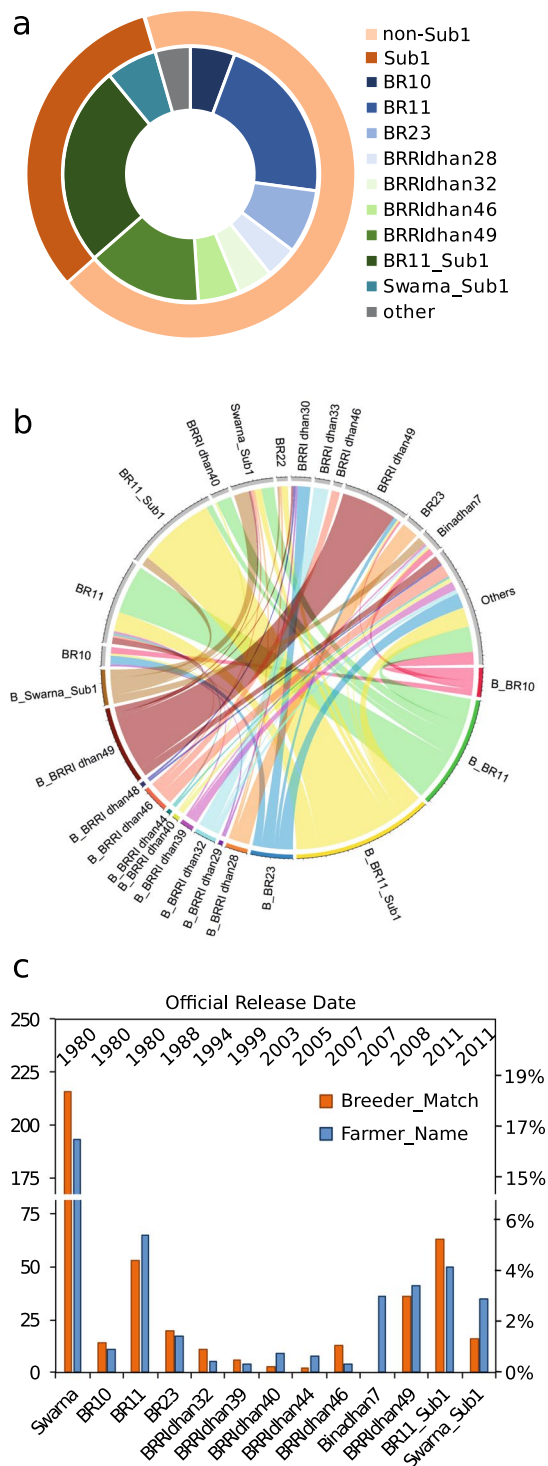 a
non-Sub1
Sub1
BR10
BR11
BR23
BRRIdhan28
BRRIdhan32
BRRIdhan46
BRRIdhan49
BR11_Sub1
Swarna_Sub1
other
b
BR10
BR11
BR11_Sub1
BRRI dhan40
Swarna_Sub1
BR22
BRRI dhan30
BRRI dhan33
BRRI dhan46
BRRI dhan49
BR23
Binadhan7
Others
B_BR10
B_BR11
B_BR11_Sub1
B_BR23
B_BRRI dhan28
B_BRRI dhan29
B_BRRI dhan32
B_BRRI dhan39
B_BRRI dhan40
B_BRRI dhan44
B_BRRI dhan46
B_BRRI dhan48
B_BRRI dhan49
B_Swarna_Sub1
c
Official Release Date
1980 1980 1980 1988 1994 1999 2003 2005 2007 2007 2008 2011 2011
250
225
200
175
75
50
25
0
19%
17%
15%
6%
4%
2%
0%
Breeder_Match
Farmer_Name
Swarna
BR10
BR11
BR23
BRRIdhan32
BRRIdhan39
BRRIdhan40
BRRIdhan44
BRRIdhan46
Binadhan7
BRRIdhan49
BR11_Sub1
Swarna_Sub1